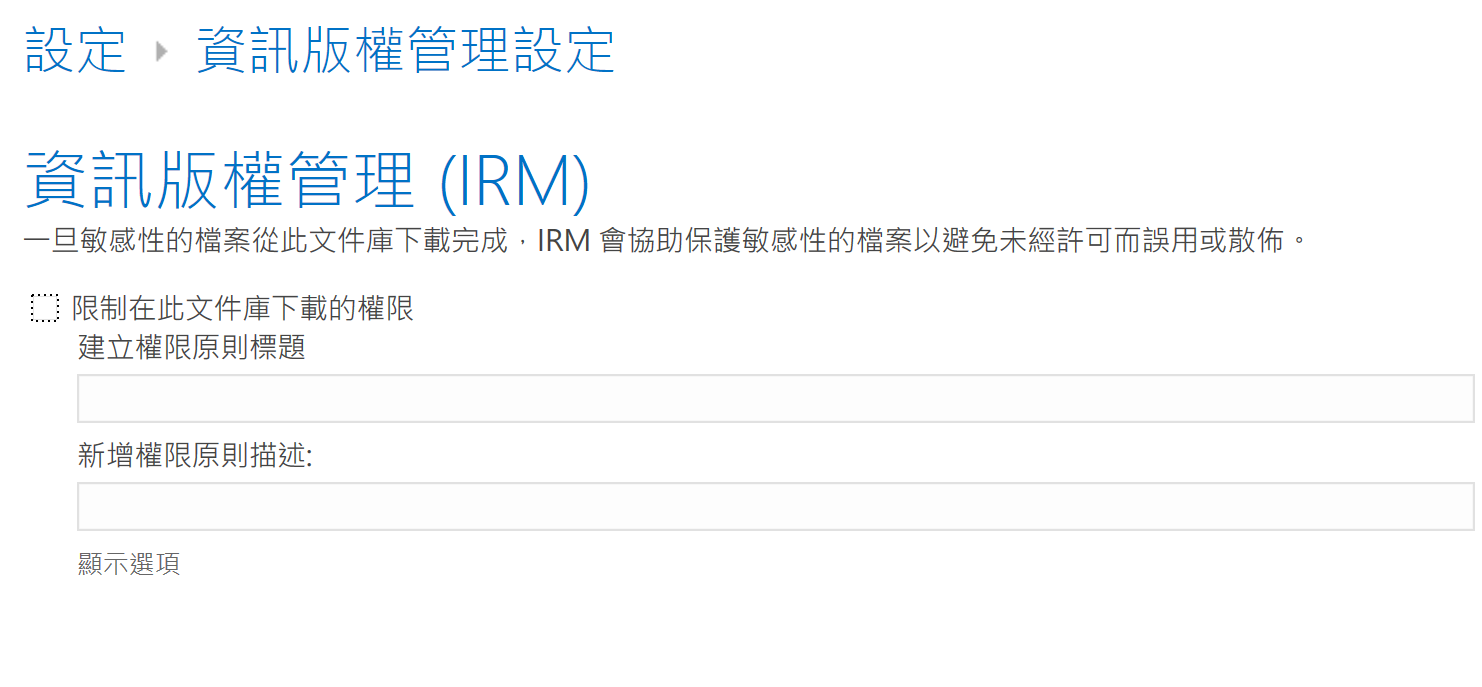 設定 ▸ 資訊版權管理設定
資訊版權管理 (IRM)
一旦敏感性的檔案從此文件庫下載完成，IRM 會協助保護敏感性的檔案以避免未經許可而誤用或散佈。
限制在此文件庫下載的權限
建立權限原則標題
新增權限原則描述:
顯示選項